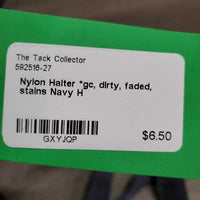 The Tack Collector
592516-27
Nylon Halter *gc, dirty, faded,
stains Navy H
GXYJQP
$6.50